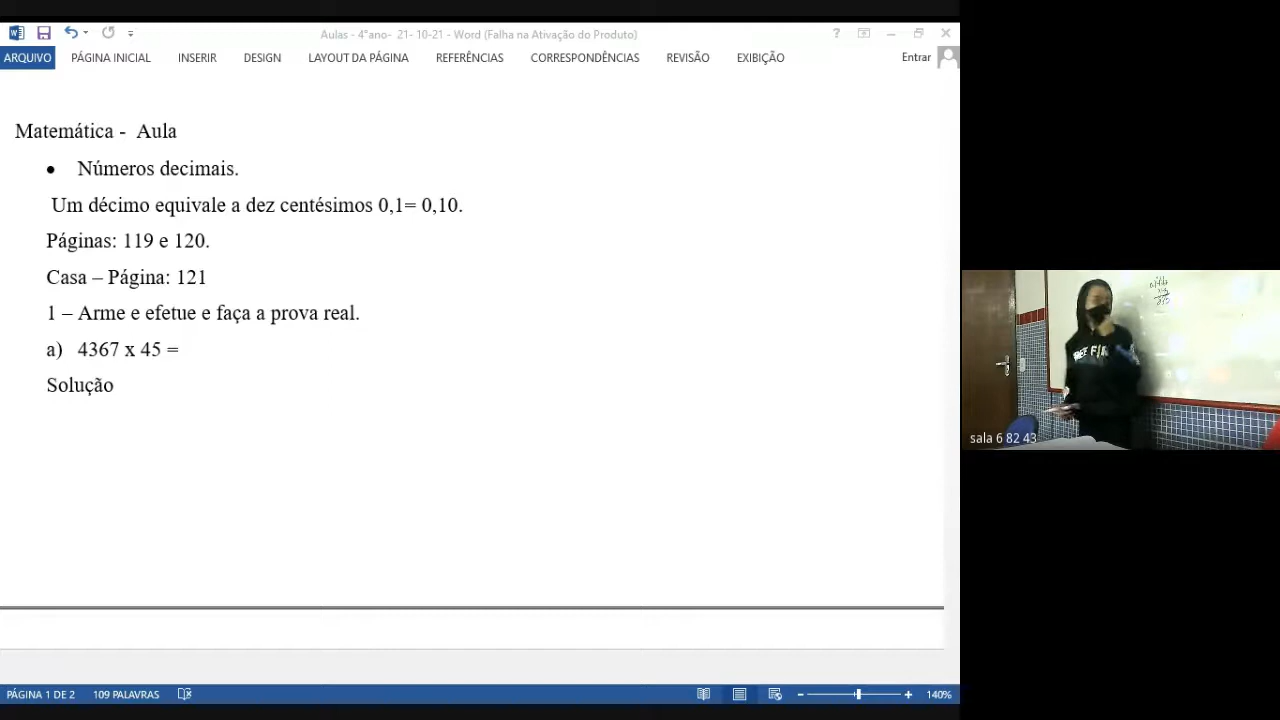 Aulas - 4°ano- 21- 10-21 - Word (Falha na Ativação do Produto)
ARQUIVO PÁGINA INICIAL INSERIR DESIGN LAYOUT DA PÁGINA REFERÊNCIAS CORRESPONDÊNCIAS REVISÃO EXIBIÇÃO Entrar
Matemática - Aula
• Números decimais.
Um décimo equivale a dez centésimos 0,1= 0,10.
Páginas: 119 e 120.
Casa – Página: 121
1 – Arme e efetue e faça a prova real.
a) 4367 x 45 =
Solução
sala 6 82 43
PÁGINA 1 DE 2 109 PALAVRAS 140%